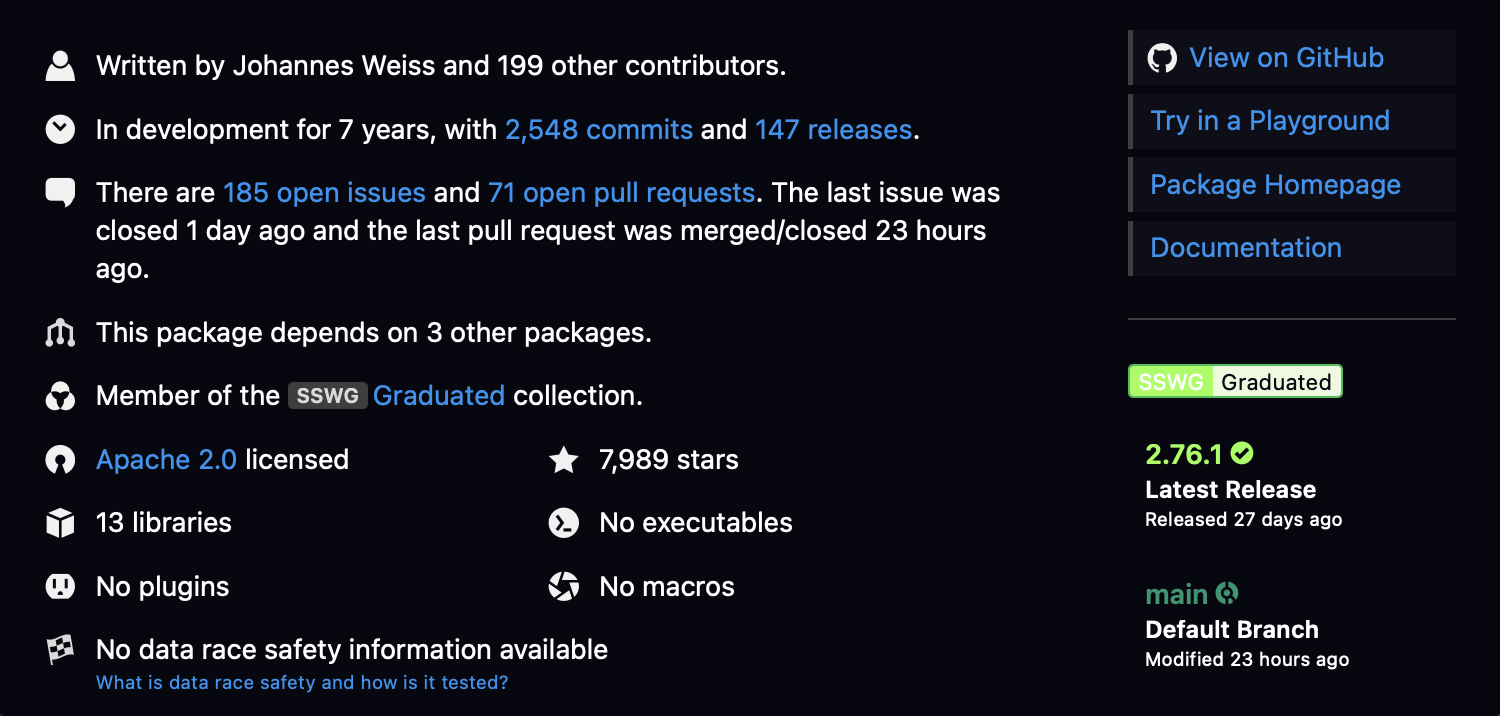 Written by Johannes Weiss and 199 other contributors.
In development for 7 years, with 2,548 commits and 147 releases.
There are 185 open issues and 71 open pull requests. The last issue was
closed 1 day ago and the last pull request was merged/closed 23 hours
ago.
This package depends on 3 other packages.
Member of the SSWG Graduated collection.
Apache 2.0 licensed
7,989 stars
13 libraries
No executables
No plugins
No macros
No data race safety information available
What is data race safety and how is it tested?
View on GitHub
Try in a Playground
Package Homepage
Documentation
SSWG Graduated
2.76.1
Latest Release
Released 27 days ago
main
Default Branch
Modified 23 hours ago